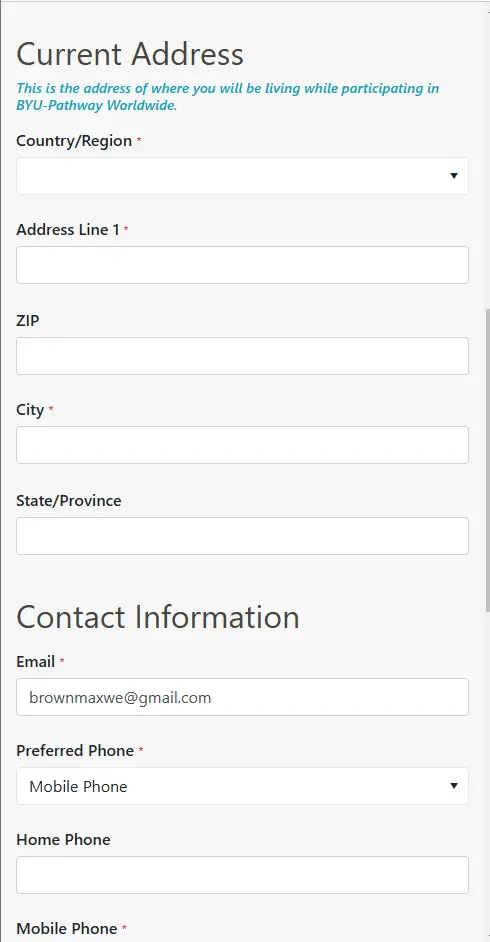 Current Address
This is the address of where you will be living while participating in
BYU-Pathway Worldwide.
Country/Region *
Address Line 1 *
ZIP
City *
State/Province
Contact Information
Email *
brownmaxwe@gmail.com
Preferred Phone *
Mobile Phone
Home Phone
Mobile Phone *